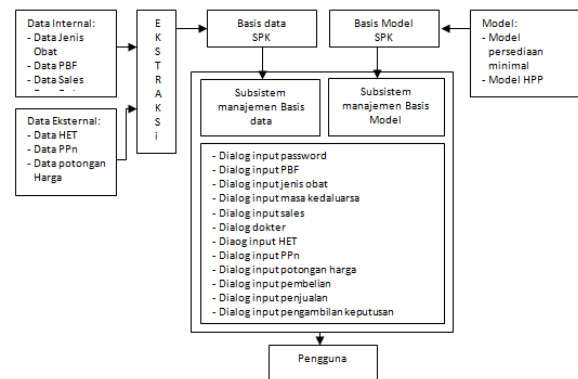 Data Internal:
- Data Jenis
Obat
- Data PBF
- Data Sales
Data Eksternal:
- Data HET
- Data PPn
- Data potongan
Harga
E
K
S
T
R
A
K
S
i
Basis data
SPK
Basis Model
SPK
Model:
- Model
persediaan
minimal
- Model HPP
Subsistem
manajemen Basis
data
Subsistem
manajemen Basis
Model
- Dialog input password
- Dialog input PBF
- Dialog input jenis obat
- Dialog input masa kedaluarsa
- Dialog input sales
- Dialog dokter
- Diaog input HET
- Dialog input PPn
- Dialog input potongan harga
- Dialog input pembelian
- Dialog input penjualan
- Dialog input pengambilan keputusan
Pengguna